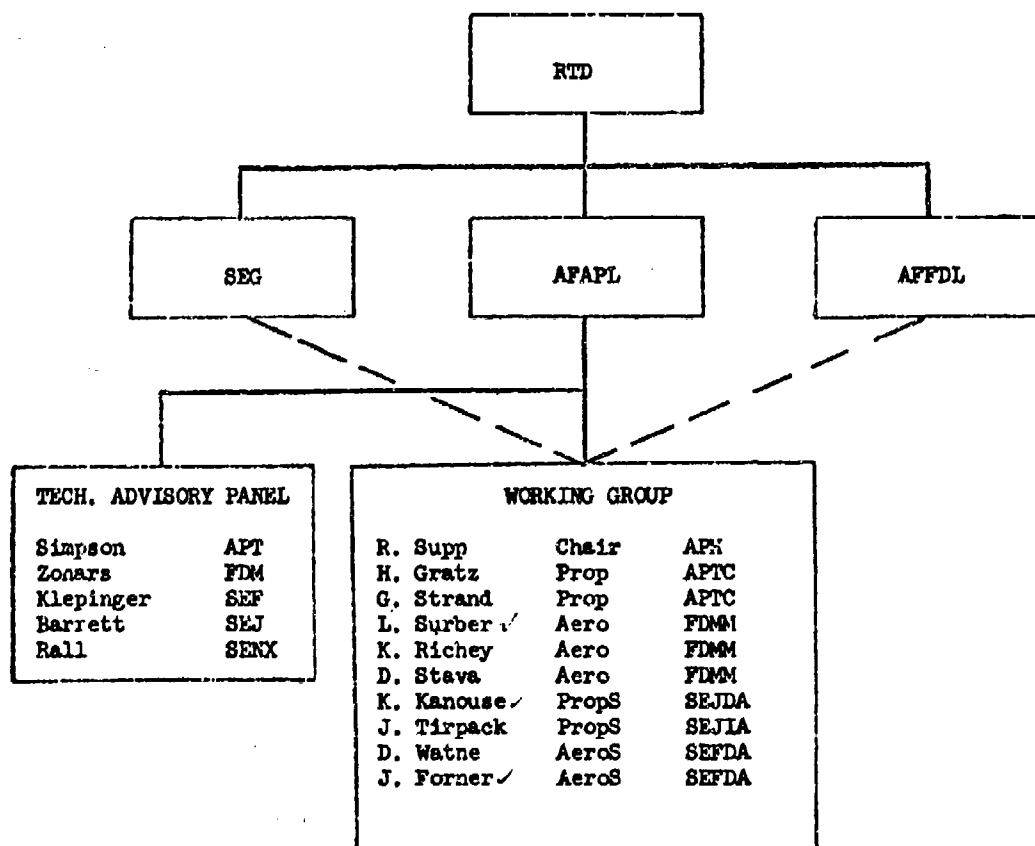 RTD
SEG
AFAPL
AFFDL
TECH. ADVISORY PANEL
Simpson APT
Zonars FDM
Klepinger SEF
Barrett SEJ
Rall SENX
WORKING GROUP
R. Supp Chair APX
H. Gratz Prop APTC
G. Strand Prop APTC
L. Surber ✓ Aero FDMM
K. Richey Aero FDMM
D. Stava Aero FDMM
K. Kanouse ✓ PropS SEJDA
J. Tirpack PropS SEJIA
D. Watne AeroS SEFDA
J. Forner ✓ AeroS SEFDA